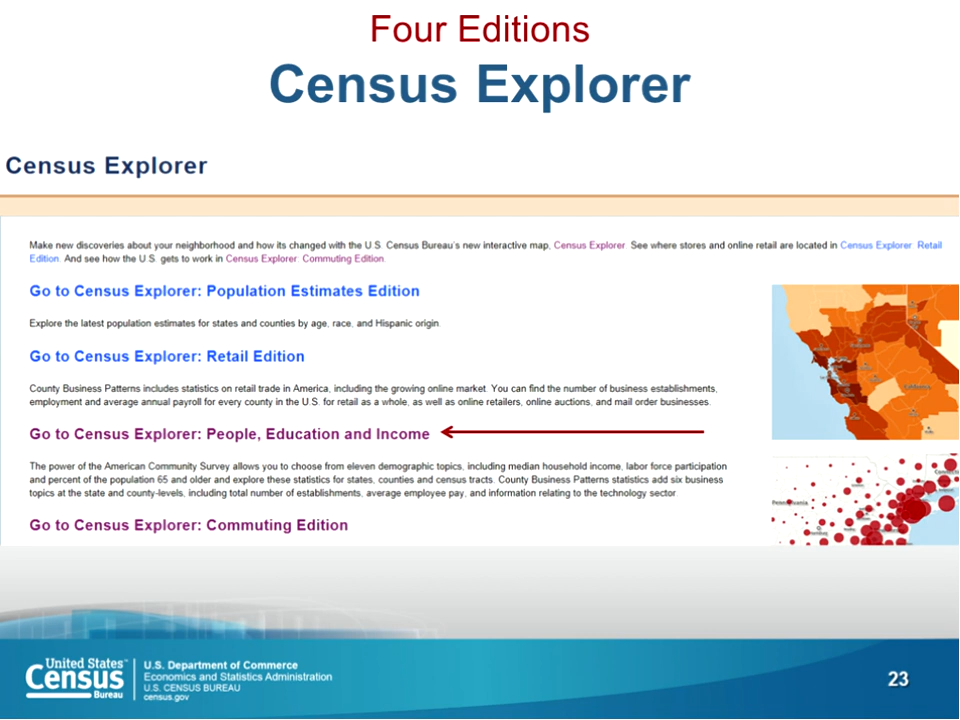 Four Editions
Census Explorer
Census Explorer
Make new discoveries about your neighborhood and how its changed with the U.S. Census Bureau's new interactive map, Census Explorer. See where stores and online retail are located in Census Explorer: Retail
Edition. And see how the U.S. gets to work in Census Explorer: Commuting Edition.
Go to Census Explorer: Population Estimates Edition
Explore the latest population estimates for states and counties by age, race, and Hispanic origin.
Go to Census Explorer: Retail Edition
County Business Patterns includes statistics on retail trade in America, including the growing online market. You can find the number of business establishments,
employment and average annual payroll for every county in the U.S. for retail as a whole, as well as online retailers, online auctions, and mail order businesses.
Go to Census Explorer: People, Education and Income
The power of the American Community Survey allows you to choose from eleven demographic topics, including median household income, labor force participation
and percent of the population 65 and older and explore these statistics for states, counties and census tracts. County Business Patterns statistics add six business
topics at the state and county-levels, including total number of establishments, average employee pay, and information relating to the technology sector
Pennsylvania
Go to Census Explorer: Commuting Edition
United States™
Census
Bureau
U.S. Department of Commerce
Economics and Statistics Administration
U.S. CENSUS BUREAU
census.gov
23